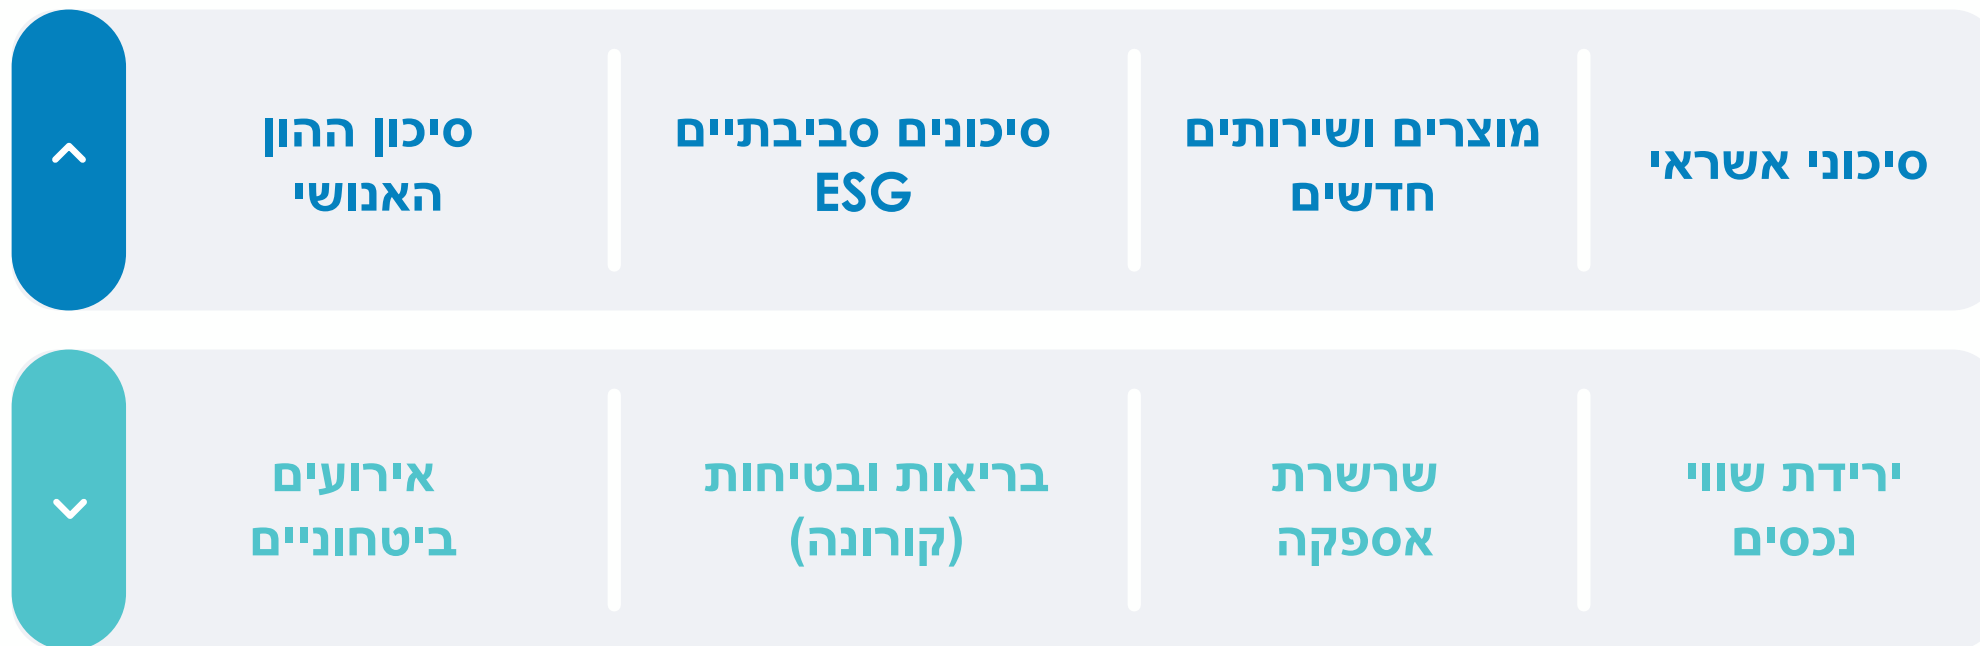 סיכוני אשראי
מוצרים ושירותים
חדשים
סיכונים סביבתיים
ESG
סיכון ההון
האנושי
ירידת שווי
נכסים
שרשרת
אספקה
בריאות ובטיחות
(קורונה)
אירועים
ביטחוניים